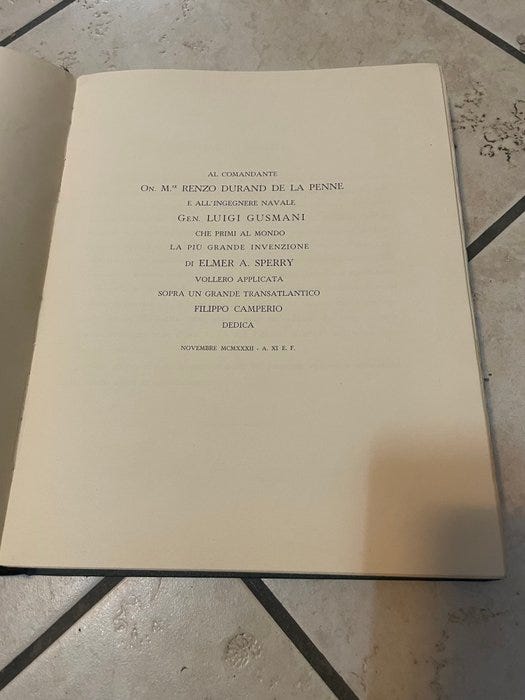 AL COMANDANTE
ON. M.SE RENZO DURAND DE LA PENNE
E ALL'INGEGNERE NAVALE
GEN. LUIGI GUSMANI
CHE PRIMI AL MONDO
LA PIÙ GRANDE INVENZIONE
DI ELMER A. SPERRY
VOLLERO APPLICATA
SOPRA UN GRANDE TRANSATLANTICO
FILIPPO CAMPERIO
DEDICA
NOVEMBRE MCMXXXII - A. XI E. F.